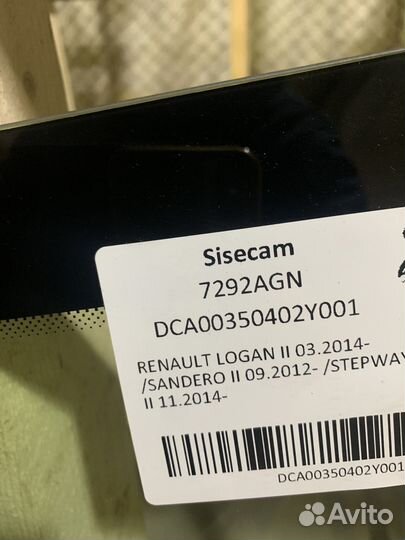 Sisecam
7292AGN
DCA00350402Y001
RENAULT LOGAN II 03.2014-
/SANDERO II 09.2012- /STEPWAY
II 11.2014-
DCA00350402Y001
Avito